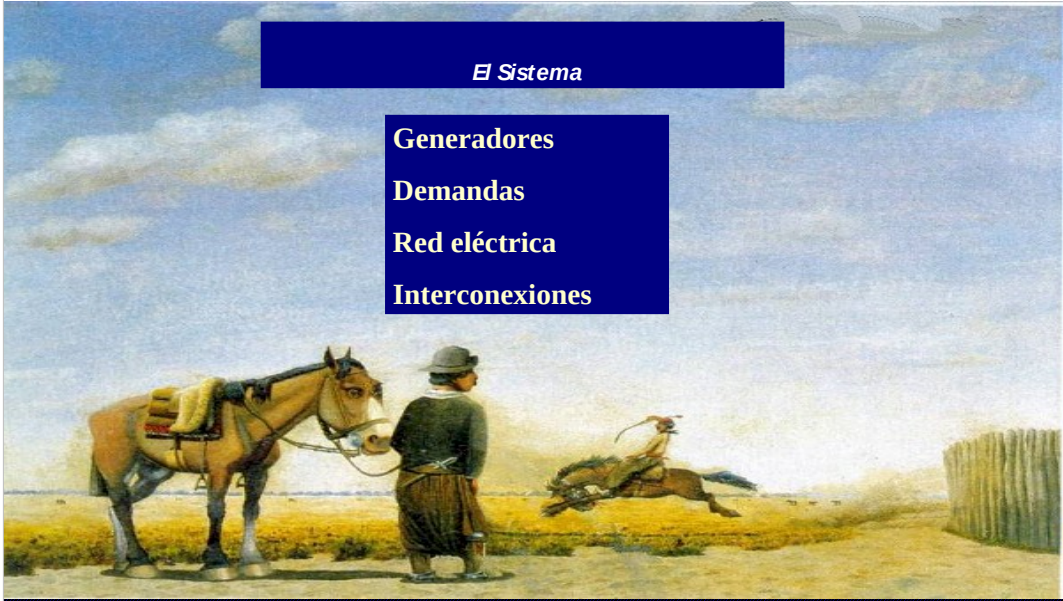 El Sistema
Generadores
Demandas
Red eléctrica
Interconexiones